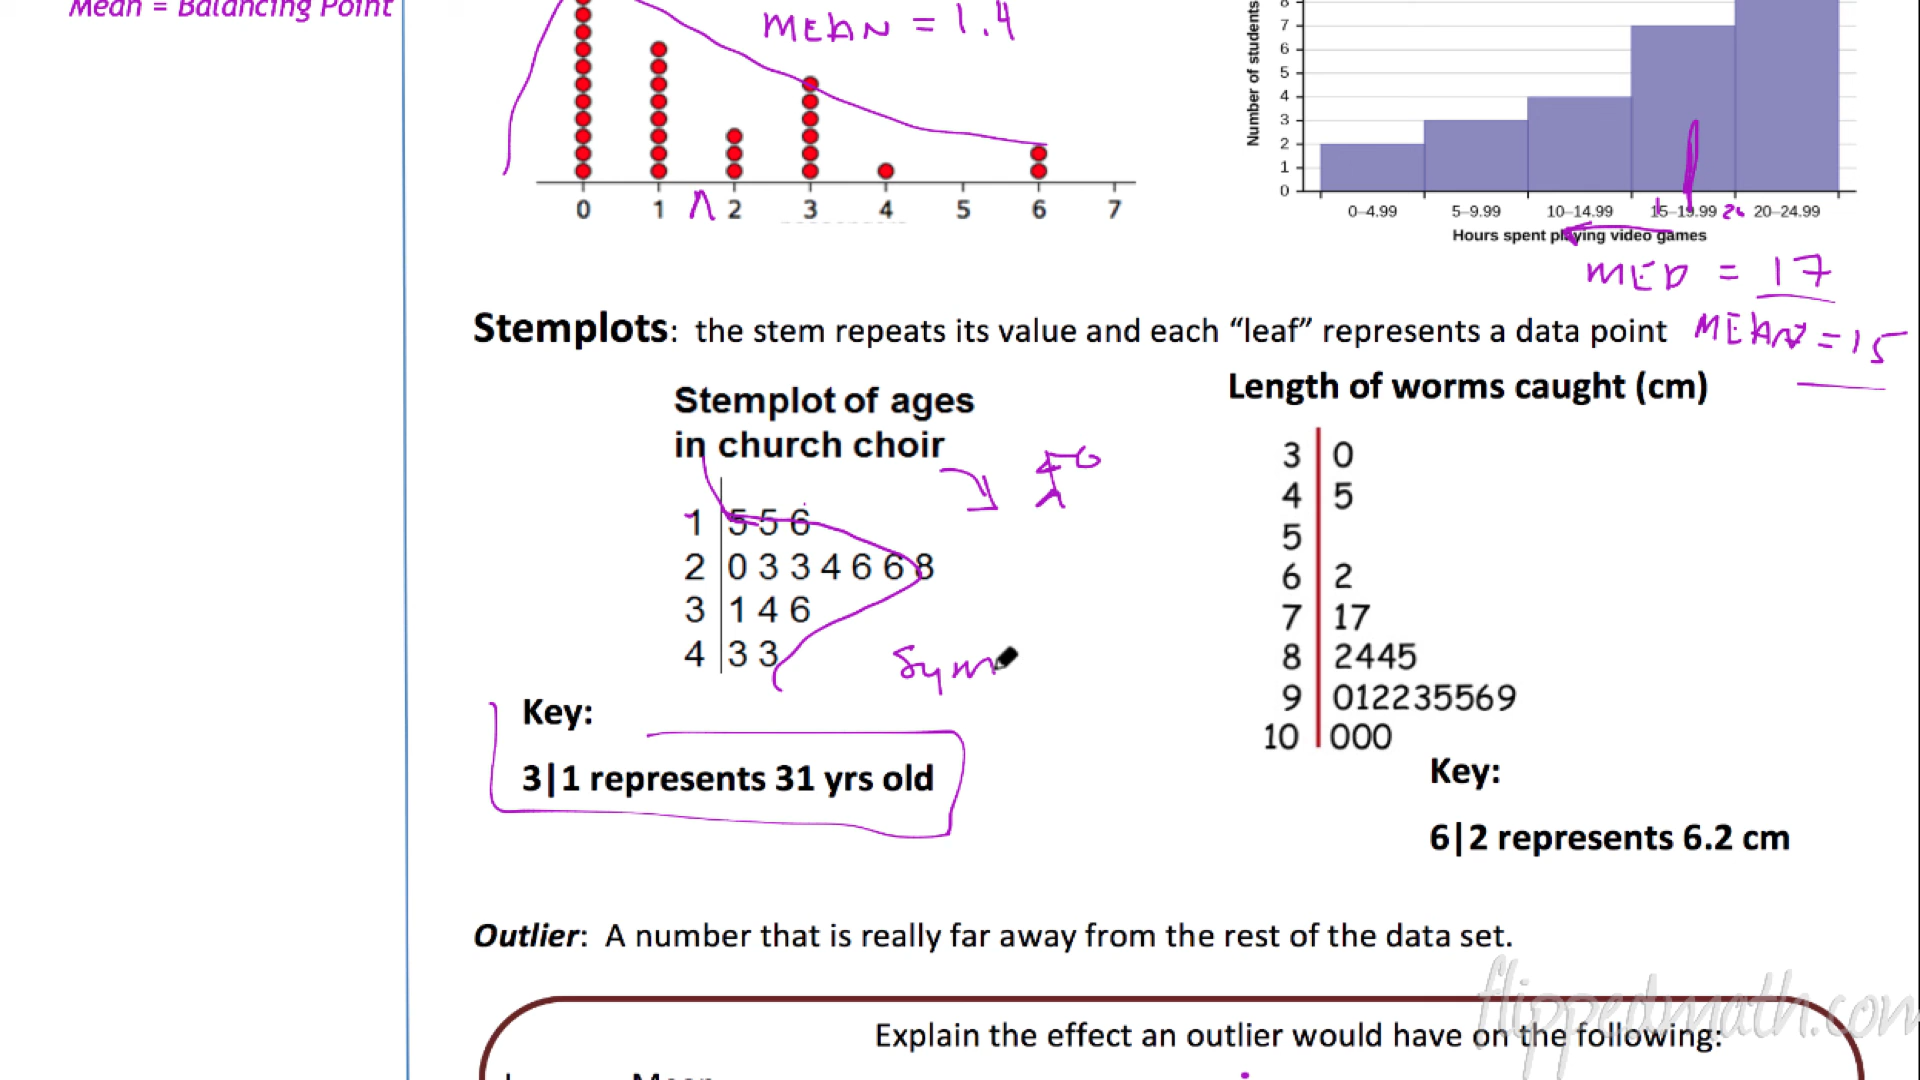 Mean = Balancing Point
MEAN = 1.4
0 1 2 3 4 5 6 7
Number of students
8
7
6
5
4
3
2
1
0
0–4.99 5–9.99 10–14.99 15–19.99 20 20–24.99
Hours spent playing video games
MED = 17
Stemplots: the stem repeats its value and each “leaf” represents a data point
MEAN = 15
Stemplot of ages
in church choir
1 | 5 5 6
2 | 0 3 3 4 6 6 8
3 | 1 4 6
4 | 3 3
Sym
Key:
3|1 represents 31 yrs old
Length of worms caught (cm)
3 | 0
4 | 5
5 |
6 | 2
7 | 17
8 | 2445
9 | 012235569
10 | 000
Key:
6|2 represents 6.2 cm
Outlier: A number that is really far away from the rest of the data set.
flippedmath.com
Explain the effect an outlier would have on the following:
Mean